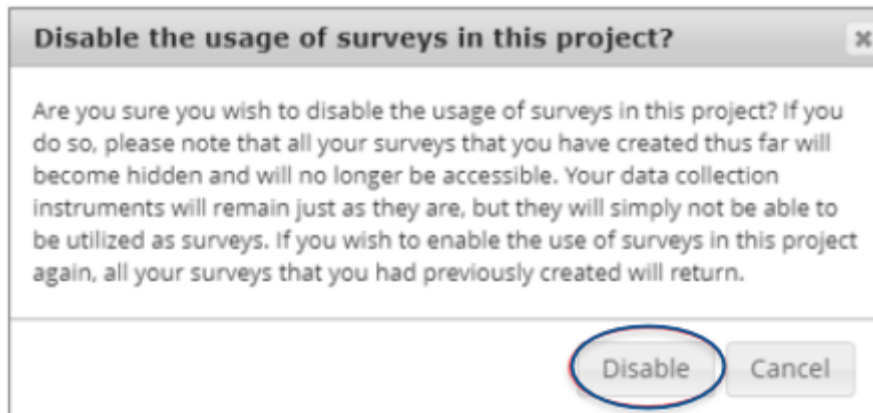 Disable the usage of surveys in this project?
Are you sure you wish to disable the usage of surveys in this project? If you
do so, please note that all your surveys that you have created thus far will
become hidden and will no longer be accessible. Your data collection
instruments will remain just as they are, but they will simply not be able to
be utilized as surveys. If you wish to enable the use of surveys in this project
again, all your surveys that you had previously created will return.
Disable Cancel